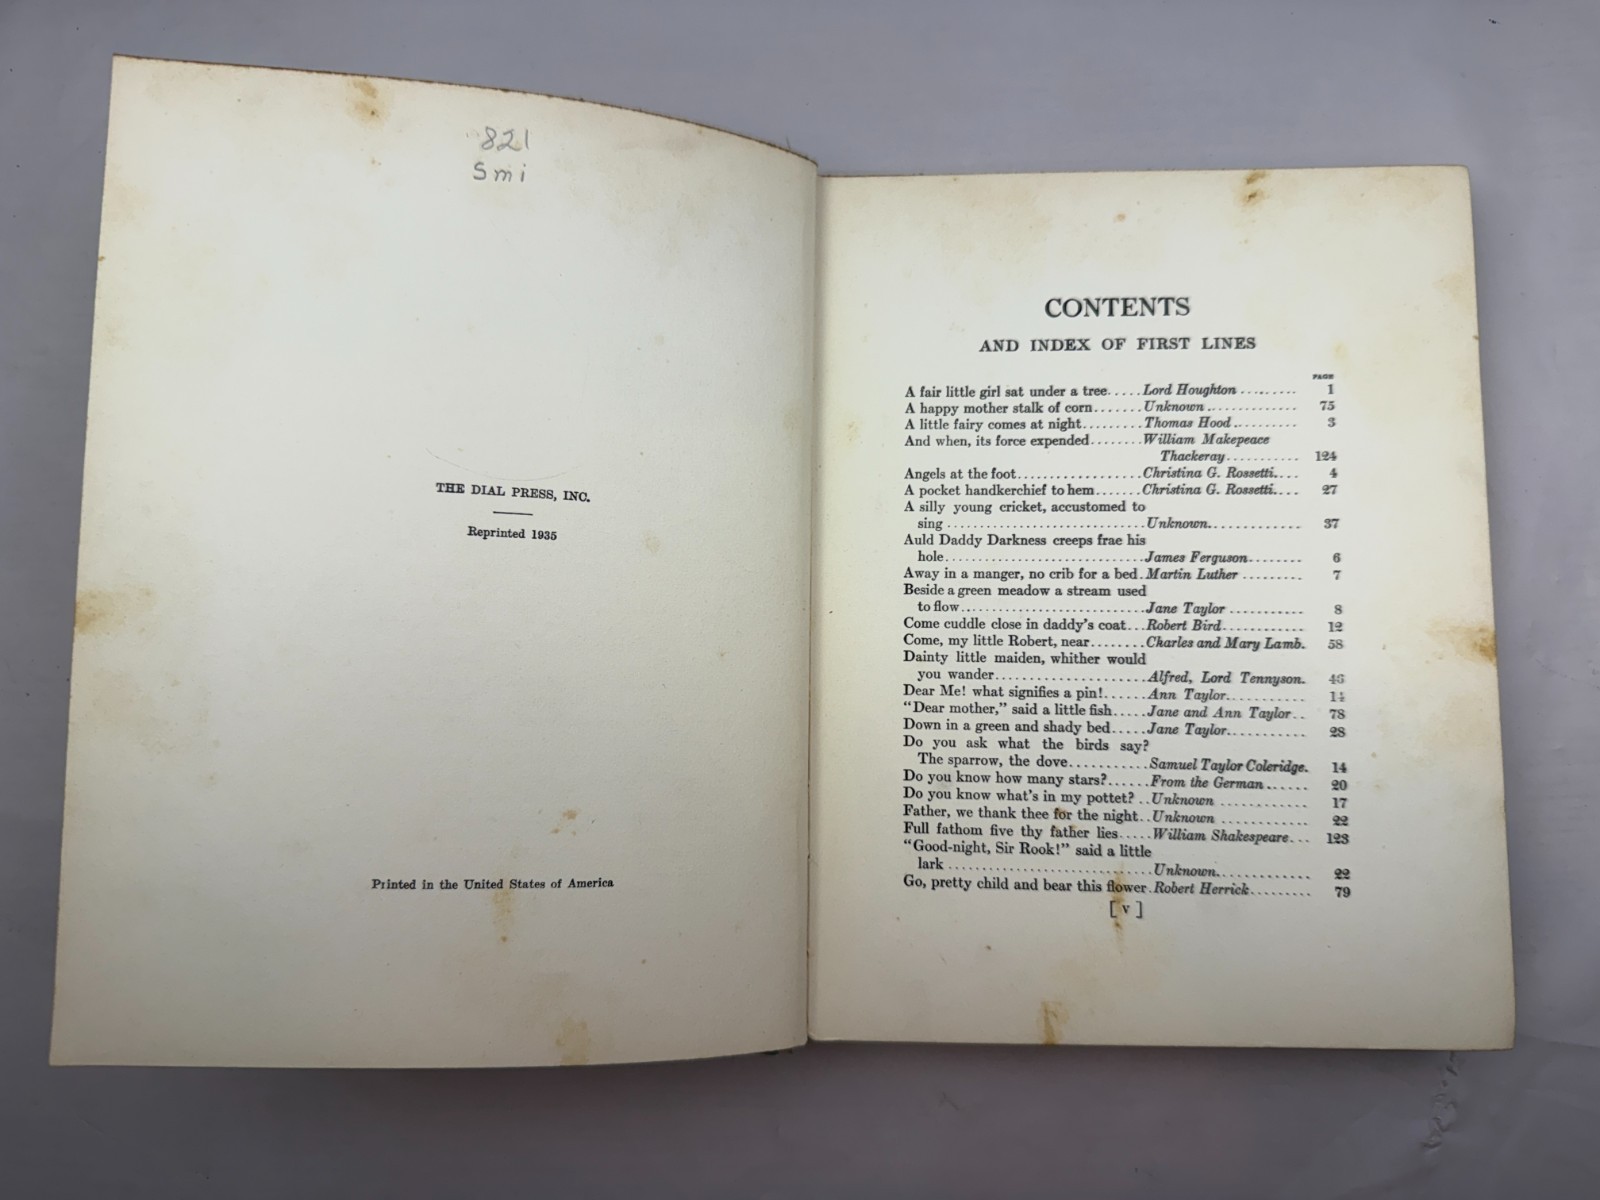 821
Smi
THE DIAL PRESS, INC.
Reprinted 1935
Printed in the United States of America
CONTENTS
AND INDEX OF FIRST LINES
PAGE
A fair little girl sat under a tree.....Lord Houghton ......... 1
A happy mother stalk of corn.......Unknown.............. 75
A little fairy comes at night.........Thomas Hood.......... 3
And when, its force expended........William Makepeace
Thackeray........... 124
Angels at the foot..................Christina G. Rossetti.... 4
A pocket handkerchief to hem.......Christina G. Rossetti.... 27
A silly young cricket, accustomed to
sing ............................Unknown.............. 37
Auld Daddy Darkness creeps frae his
hole............................James Ferguson........ 6
Away in a manger, no crib for a bed.Martin Luther ......... 7
Beside a green meadow a stream used
to flow..........................Jane Taylor ........... 8
Come cuddle close in daddy's coat...Robert Bird............ 12
Come, my little Robert, near........Charles and Mary Lamb. 58
Dainty little maiden, whither would
you wander......................Alfred, Lord Tennyson. 46
Dear Me! what signifies a pin!......Ann Taylor........... 14
"Dear mother," said a little fish.....Jane and Ann Taylor.. 78
Down in a green and shady bed.....Jane Taylor........... 28
Do you ask what the birds say?
The sparrow, the dove...........Samuel Taylor Coleridge. 14
Do you know how many stars?......From the German...... 20
Do you know what's in my pottet? ..Unknown ............ 17
Father, we thank thee for the night..Unknown ............ 22
Full fathom five thy father lies.....William Shakespeare... 123
"Good-night, Sir Rook!" said a little
lark .............................Unknown.............. 22
Go, pretty child and bear this flower.Robert Herrick......... 79
[ v ]